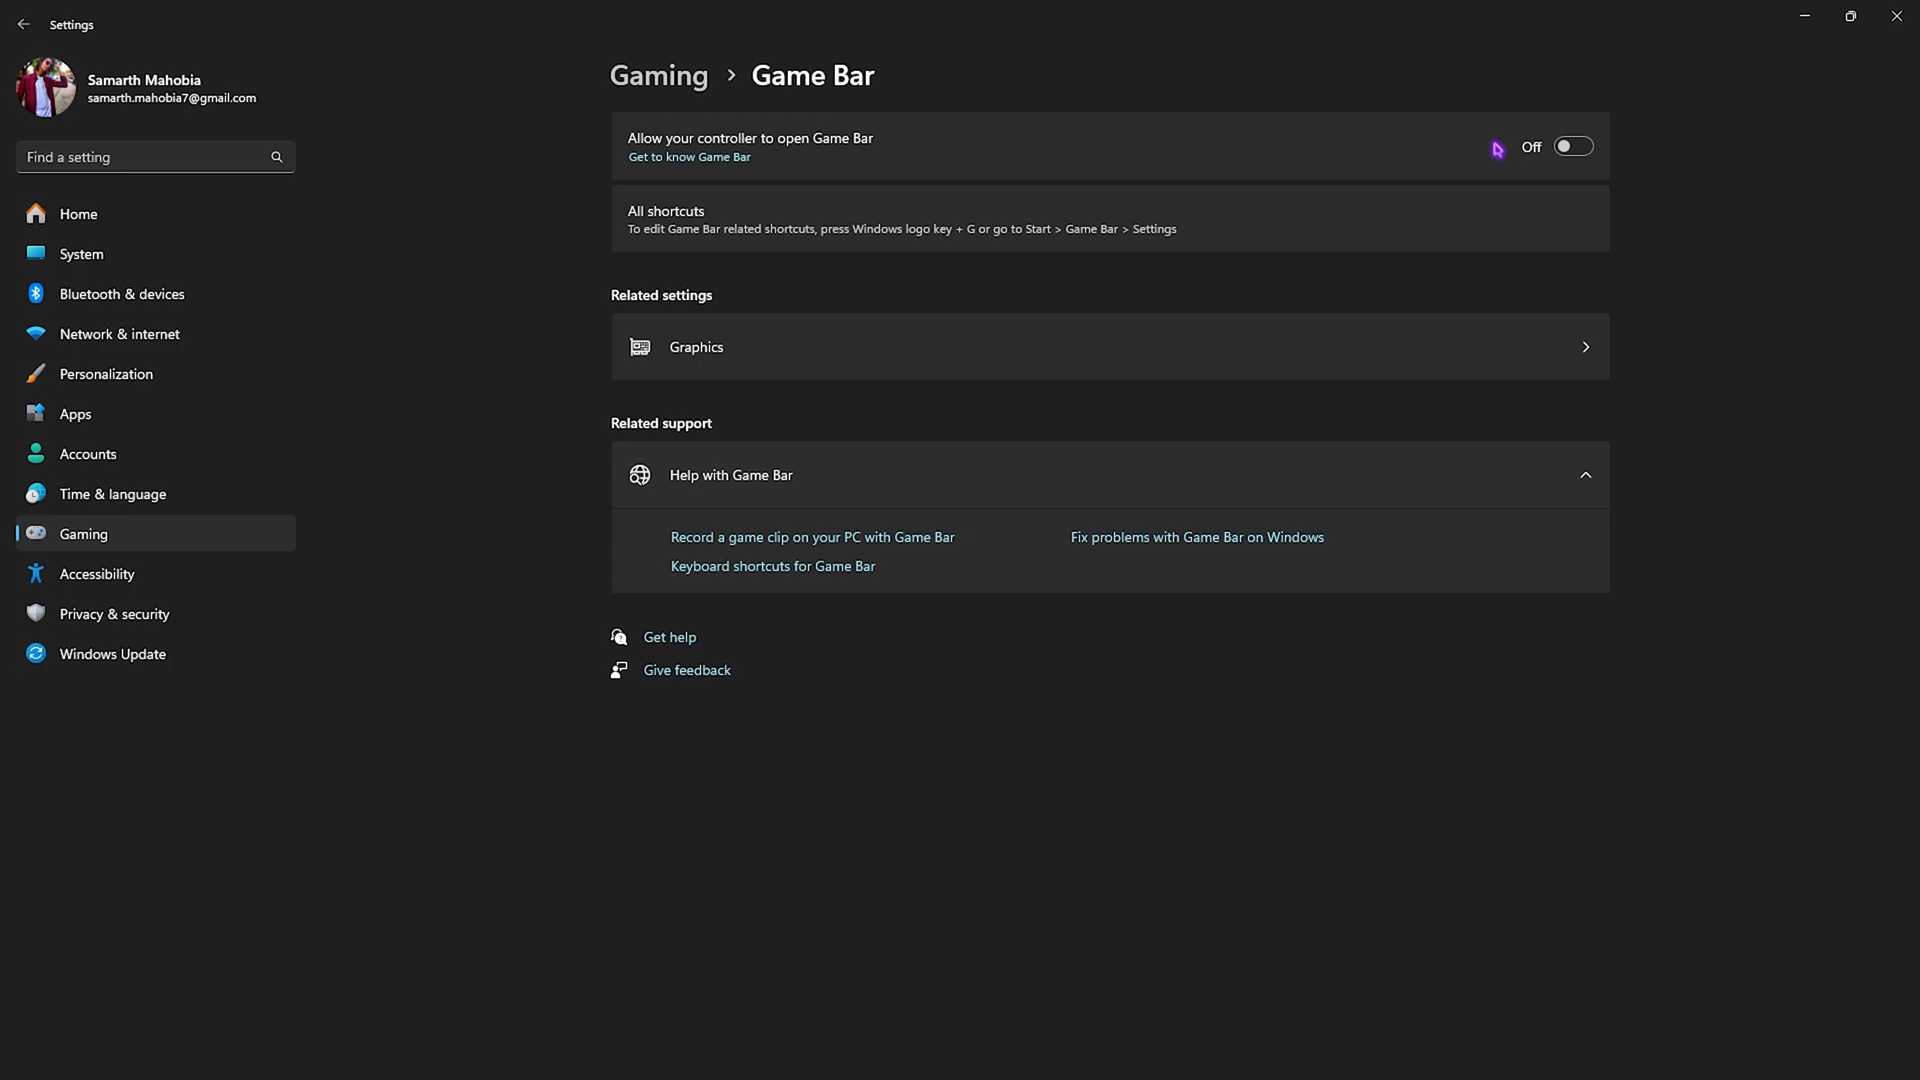 Settings
Samarth Mahobia
samarth.mahobia7@gmail.com
Find a setting
Home
System
Bluetooth & devices
Network & internet
Personalization
Apps
Accounts
Time & language
Gaming
Accessibility
Privacy & security
Windows Update
Gaming > Game Bar
Allow your controller to open Game Bar
Get to know Game Bar
Off
All shortcuts
To edit Game Bar related shortcuts, press Windows logo key + G or go to Start > Game Bar > Settings
Related settings
Graphics
Related support
Help with Game Bar
Record a game clip on your PC with Game Bar
Fix problems with Game Bar on Windows
Keyboard shortcuts for Game Bar
Get help
Give feedback